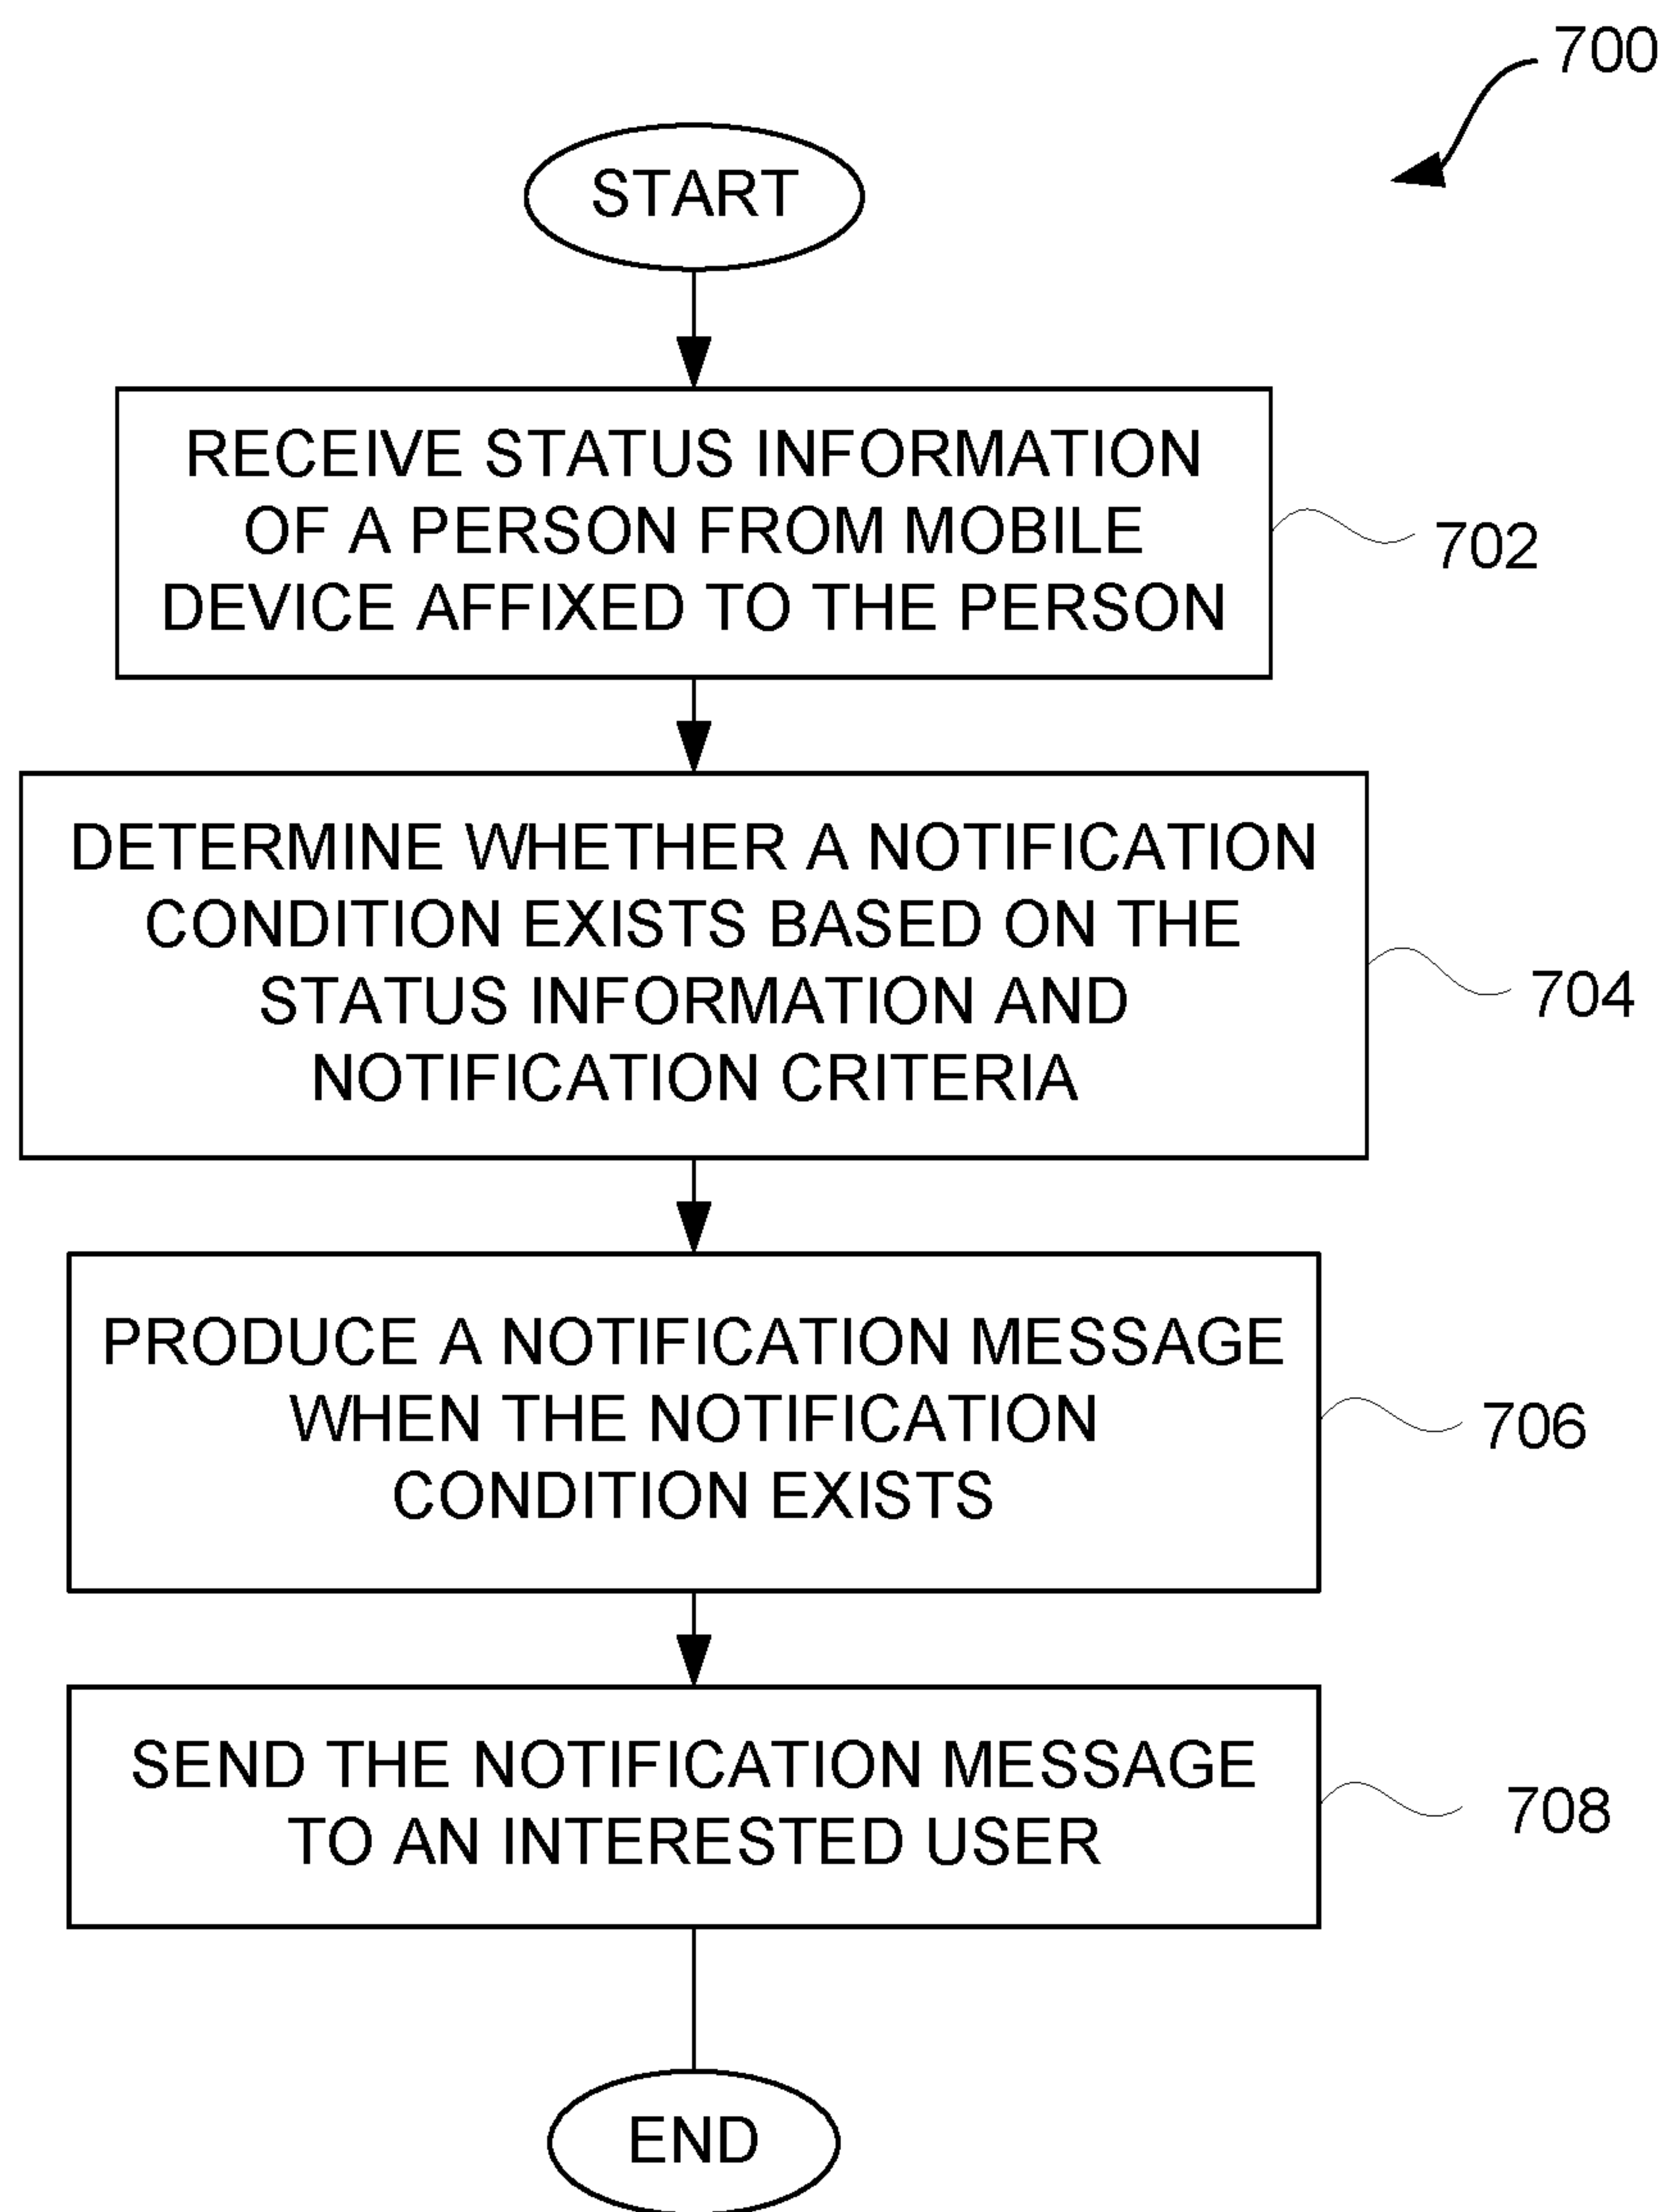 700
START
RECEIVE STATUS INFORMATION
OF A PERSON FROM MOBILE
DEVICE AFFIXED TO THE PERSON
702
DETERMINE WHETHER A NOTIFICATION
CONDITION EXISTS BASED ON THE
STATUS INFORMATION AND
NOTIFICATION CRITERIA
704
PRODUCE A NOTIFICATION MESSAGE
WHEN THE NOTIFICATION
CONDITION EXISTS
706
SEND THE NOTIFICATION MESSAGE
TO AN INTERESTED USER
708
END